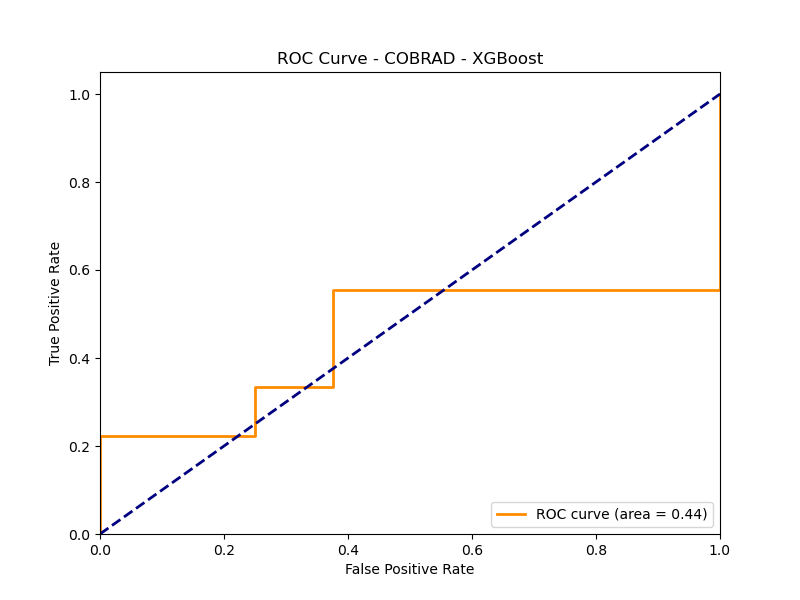 ROC Curve - COBRAD - XGBoost
True Positive Rate
1.0
0.8
0.6
0.4
0.2
0.0
ROC curve (area = 0.44)
0.0 0.2 0.4 0.6 0.8 1.0
False Positive Rate